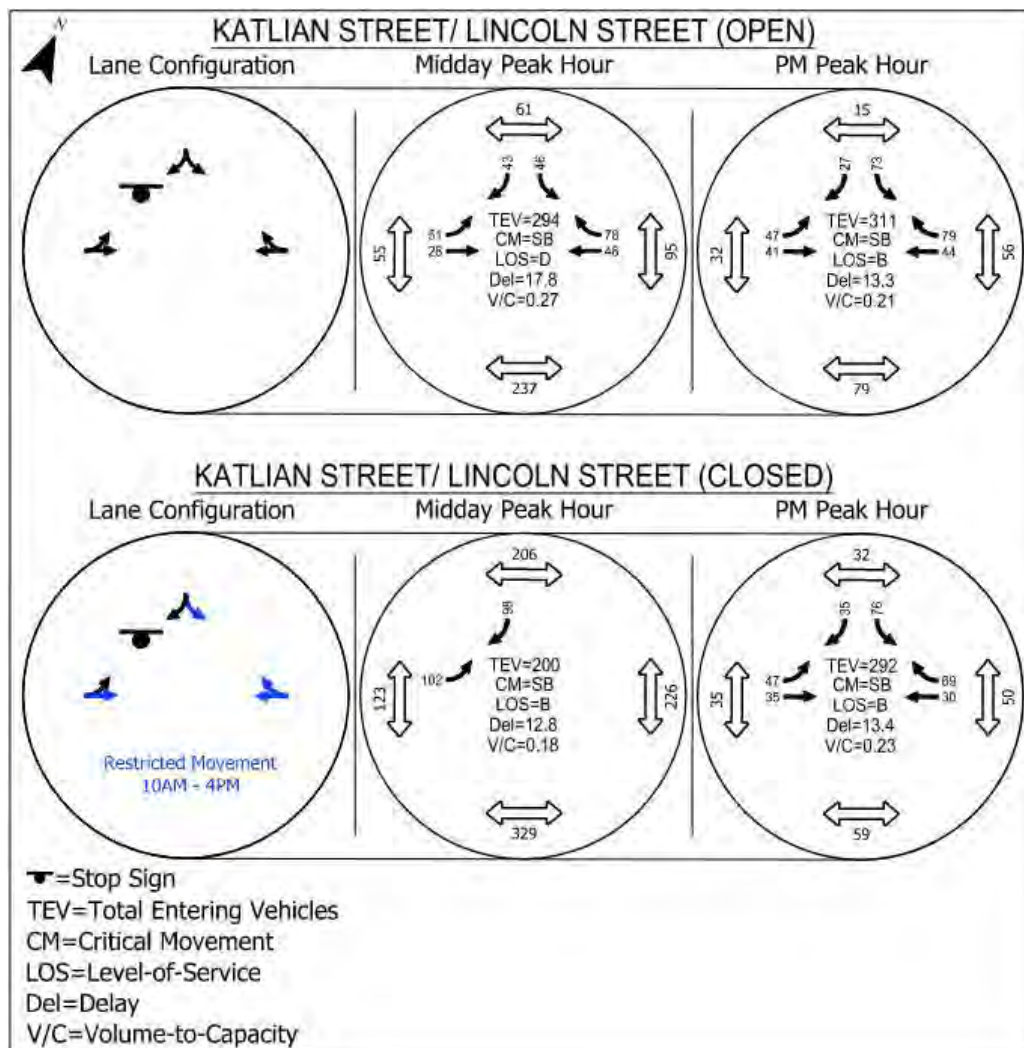 N
KATLIAN STREET/ LINCOLN STREET (OPEN)
Lane Configuration
Midday Peak Hour
PM Peak Hour
61
43 46
TEV=294
CM=SB
LOS=D
Del=17.8
V/C=0.27
55
28
78
95
237
15
27 73
TEV=311
CM=SB
LOS=B
Del=13.3
V/C=0.21
32
47
41
79
44
56
79
KATLIAN STREET/ LINCOLN STREET (CLOSED)
Lane Configuration
Midday Peak Hour
PM Peak Hour
Restricted Movement
10AM - 4PM
206
98
TEV=200
CM=SB
LOS=B
Del=12.8
V/C=0.18
123
102
226
329
32
35 76
TEV=292
CM=SB
LOS=B
Del=13.4
V/C=0.23
35
47
35
69
30
50
59
=Stop Sign
TEV=Total Entering Vehicles
CM=Critical Movement
LOS=Level-of-Service
Del=Delay
V/C=Volume-to-Capacity